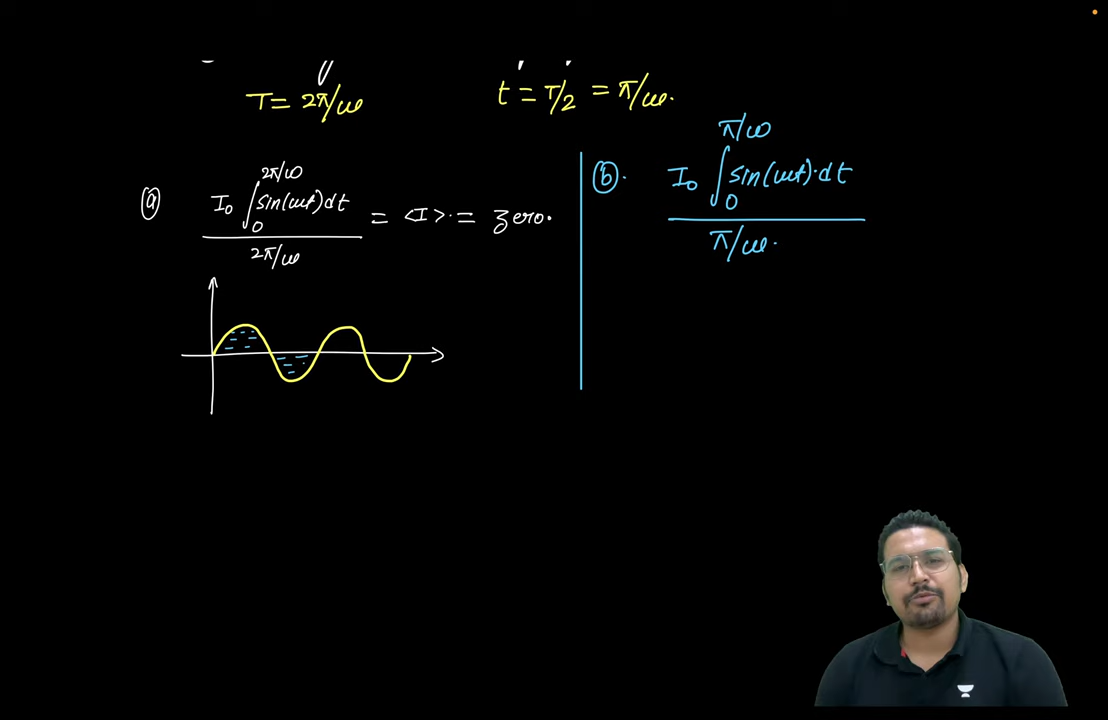 T = 2π/ω
t = T/2 = π/ω.
ⓐ I₀ ∫₀^{2π/ω} sin(ωt)dt / 2π/ω = <I>. = zero.
ⓑ. I₀ ∫₀^{π/ω} sin(ωt)·dt / π/ω.